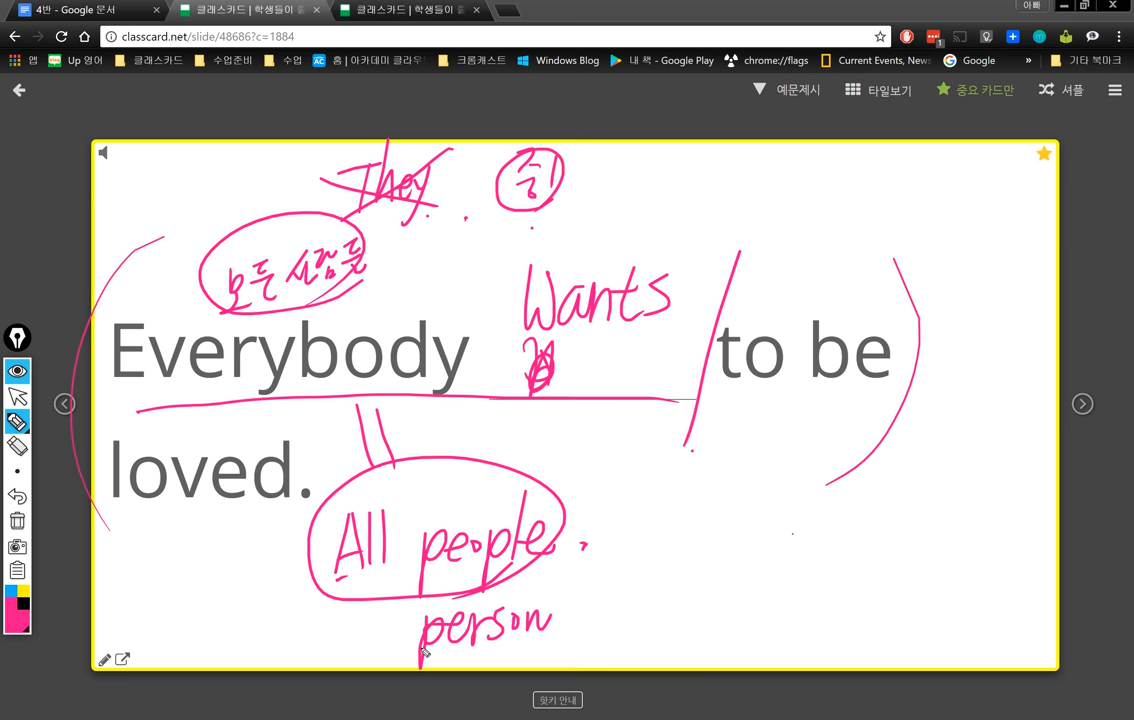 4반 - Google 문서
클래스카드 | 학생들이 좋
클래스카드 | 학생들이 좋
아빠
classcard.net/slide/48686?c=1884
앱 Up 영어 클래스카드 수업준비 수업 홈 | 아카데미 클라우 크롬캐스트 Windows Blog 내 책 - Google Play chrome://flags Current Events, News Google » 기타 북마크
예문제시 타일보기 중요 카드만 셔플
They
모든 사람들
Wants
Everybody to be
loved.
All people.
person
핫키 안내